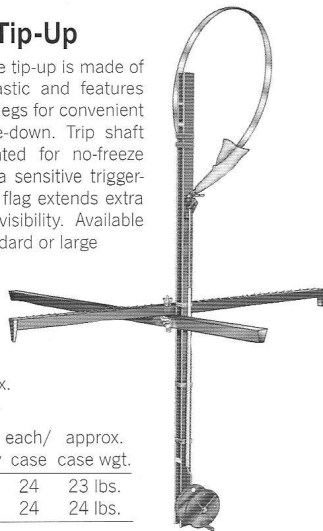 Tip-Up
e tip-up is made of
astic and features
egs for convenient
e-down. Trip shaft
ated for no-freeze
a sensitive trigger-
flag extends extra
visibility. Available
dard or large
x.
each/ approx.
case case wgt.
24 23 lbs.
24 24 lbs.